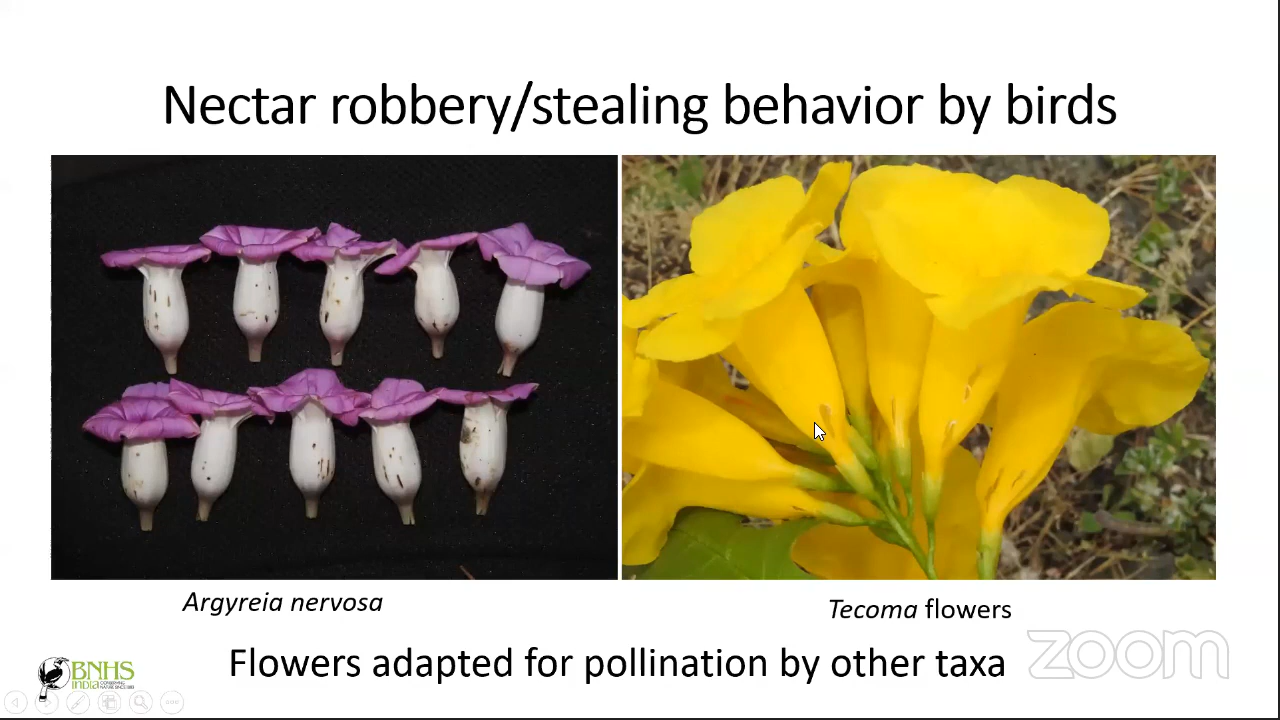 Nectar robbery/stealing behavior by birds
Argyreia nervosa
Tecoma flowers
Flowers adapted for pollination by other taxa
BNHS
INDIA
zoom